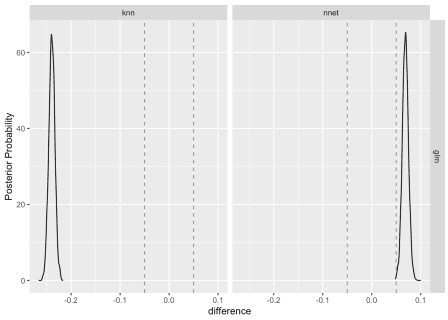 knn
nnet
glm
Posterior Probability
60
40
20
0
-0.2
-0.1
0.0
0.1
-0.2
-0.1
0.0
0.1
difference